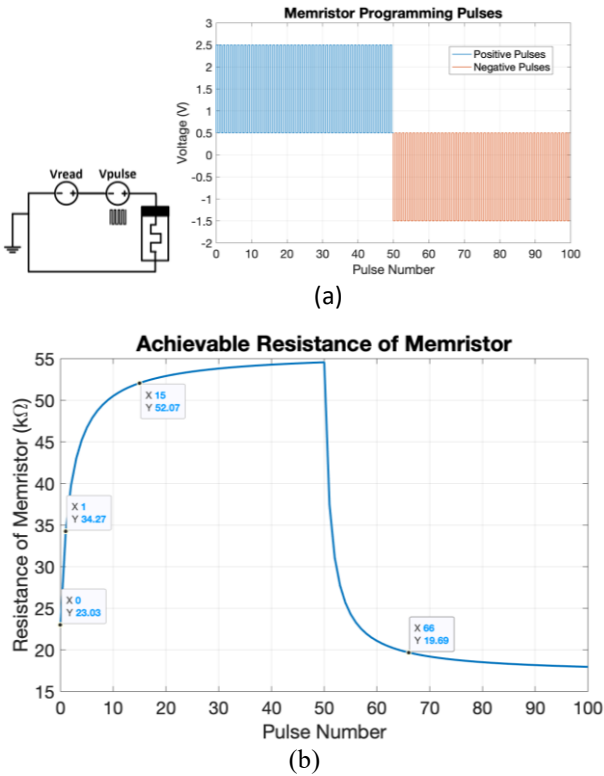 Memristor Programming Pulses
3
2.5
2
1.5
1
0.5
0
-0.5
-1
-1.5
-2
Voltage (V)
Positive Pulses
Negative Pulses
0 10 20 30 40 50 60 70 80 90 100
Pulse Number
Vread Vpulse
- + - +
(a)
Achievable Resistance of Memristor
55
50
45
40
35
30
25
20
15
Resistance of Memristor (kΩ)
X 15
Y 52.07
X 1
Y 34.27
X 0
Y 23.03
X 66
Y 19.69
0 10 20 30 40 50 60 70 80 90 100
Pulse Number
(b)